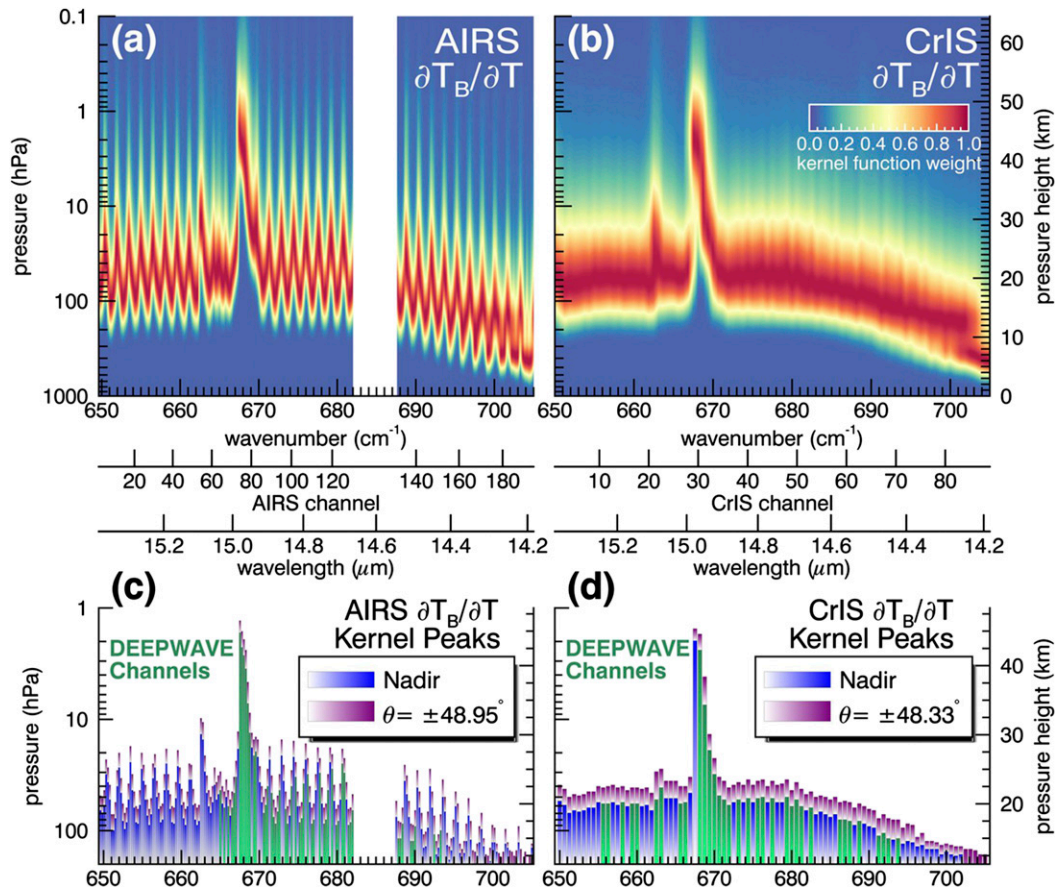 (a)
AIRS
∂T_B/∂T
(b)
CrIS
∂T_B/∂T
0.0 0.2 0.4 0.6 0.8 1.0
kernel function weight
pressure (hPa)
0.1
1
10
100
1000
60
50
40
30
20
10
0
pressure height (km)
650 660 670 680 690 700
wavenumber (cm⁻¹)
650 660 670 680 690 700
wavenumber (cm⁻¹)
20 40 60 80 100 120 140 160 180
AIRS channel
10 20 30 40 50 60 70 80
CrIS channel
15.2 15.0 14.8 14.6 14.4 14.2
wavelength (μm)
15.2 15.0 14.8 14.6 14.4 14.2
wavelength (μm)
(c)
AIRS ∂T_B/∂T
Kernel Peaks
DEEPWAVE
Channels
Nadir
θ= ±48.95°
(d)
CrIS ∂T_B/∂T
Kernel Peaks
DEEPWAVE
Channels
Nadir
θ= ±48.33°
pressure (hPa)
1
10
100
40
30
20
pressure height (km)
650 660 670 680 690 700
650 660 670 680 690 700